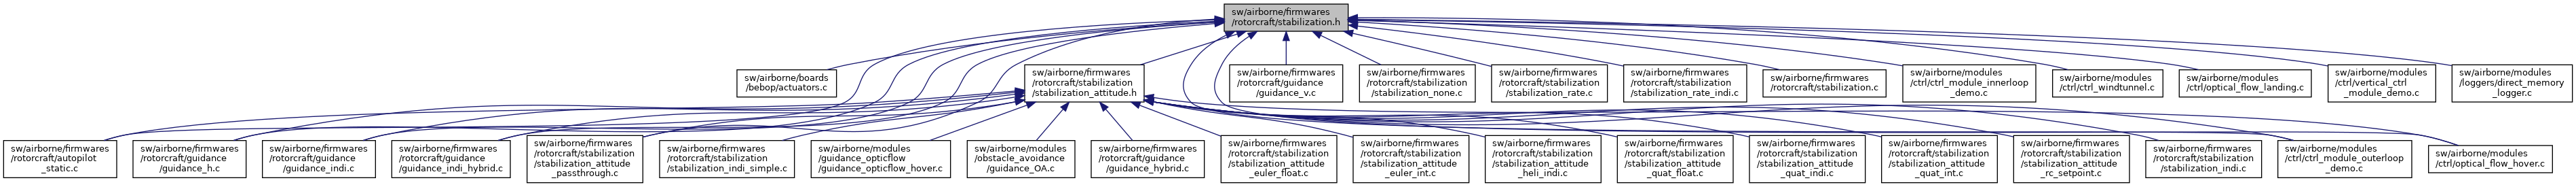 sw/airborne/firmwares
/rotorcraft/stabilization.h
sw/airborne/boards
/bebop/actuators.c
sw/airborne/firmwares
/rotorcraft/stabilization
/stabilization_attitude.h
sw/airborne/firmwares
/rotorcraft/guidance
/guidance_v.c
sw/airborne/firmwares
/rotorcraft/stabilization
/stabilization_none.c
sw/airborne/firmwares
/rotorcraft/stabilization
/stabilization_rate.c
sw/airborne/firmwares
/rotorcraft/stabilization
/stabilization_rate_indi.c
sw/airborne/firmwares
/rotorcraft/stabilization.c
sw/airborne/modules
/ctrl/ctrl_module_innerloop
_demo.c
sw/airborne/modules
/ctrl/ctrl_windtunnel.c
sw/airborne/modules
/ctrl/optical_flow_landing.c
sw/airborne/modules
/ctrl/vertical_ctrl
_module_demo.c
sw/airborne/modules
/loggers/direct_memory
_logger.c
sw/airborne/firmwares
/rotorcraft/autopilot
_static.c
sw/airborne/firmwares
/rotorcraft/guidance
/guidance_h.c
sw/airborne/firmwares
/rotorcraft/guidance
/guidance_indi.c
sw/airborne/firmwares
/rotorcraft/guidance
/guidance_indi_hybrid.c
sw/airborne/firmwares
/rotorcraft/stabilization
/stabilization_attitude
_passthrough.c
sw/airborne/firmwares
/rotorcraft/stabilization
/stabilization_indi_simple.c
sw/airborne/modules
/guidance_opticflow
/guidance_opticflow_hover.c
sw/airborne/modules
/obstacle_avoidance
/guidance_OA.c
sw/airborne/firmwares
/rotorcraft/guidance
/guidance_hybrid.c
sw/airborne/firmwares
/rotorcraft/stabilization
/stabilization_attitude
_euler_float.c
sw/airborne/firmwares
/rotorcraft/stabilization
/stabilization_attitude
_euler_int.c
sw/airborne/firmwares
/rotorcraft/stabilization
/stabilization_attitude
_heli_indi.c
sw/airborne/firmwares
/rotorcraft/stabilization
/stabilization_attitude
_quat_float.c
sw/airborne/firmwares
/rotorcraft/stabilization
/stabilization_attitude
_quat_indi.c
sw/airborne/firmwares
/rotorcraft/stabilization
/stabilization_attitude
_quat_int.c
sw/airborne/firmwares
/rotorcraft/stabilization
/stabilization_attitude
_rc_setpoint.c
sw/airborne/firmwares
/rotorcraft/stabilization
/stabilization_indi.c
sw/airborne/modules
/ctrl/ctrl_module_outerloop
_demo.c
sw/airborne/modules
/ctrl/optical_flow_hover.c